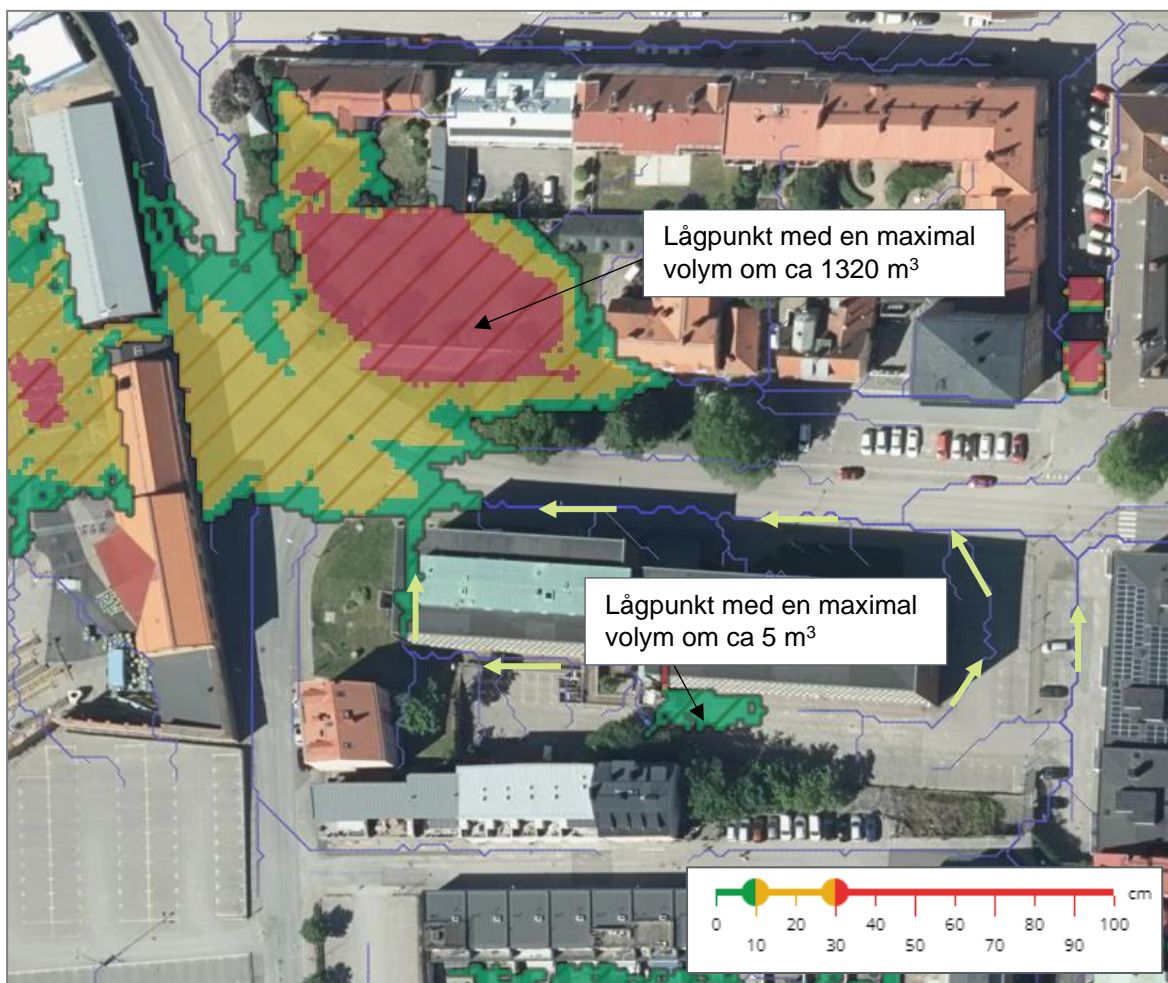 Lågpunkt med en maximal
volym om ca 1320 m³
Lågpunkt med en maximal
volym om ca 5 m³
cm
0 20 40 60 80 100
10 30 50 70 90